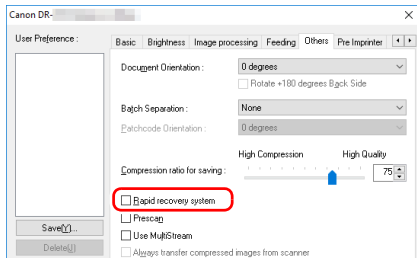 Canon DR-
User Preference :
Basic Brightness Image processing Feeding Others Pre Imprinter
Document Orientation : 0 degrees
Rotate +180 degrees Back Side
Batch Separation : None
Patchcode Orientation : 0 degrees
High Compression High Quality
Compression ratio for saving : 75
Rapid recovery system
Prescan
Save(Y)...
Use MultiStream
Delete(J)
Always transfer compressed images from scanner